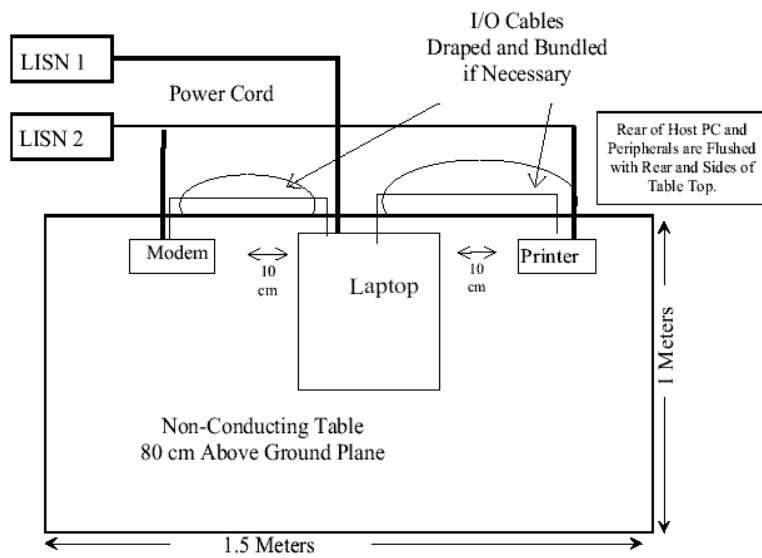 I/O Cables
Draped and Bundled
if Necessary
LISN 1
Power Cord
LISN 2
Rear of Host PC and
Peripherals are Flushed
with Rear and Sides of
Table Top.
Modem
10
cm
Laptop
10
cm
Printer
1 Meters
Non-Conducting Table
80 cm Above Ground Plane
1.5 Meters